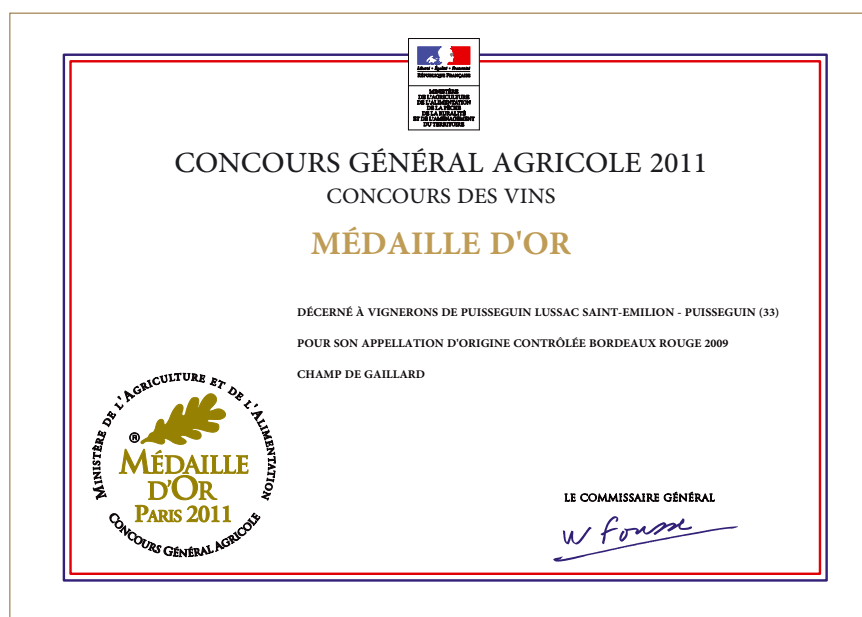 Liberté • Égalité • Fraternité
RÉPUBLIQUE FRANÇAISE
MINISTÈRE
DE L'AGRICULTURE
DE L'ALIMENTATION
DE LA PÊCHE
DE LA RURALITÉ
ET DE L'AMÉNAGEMENT
DU TERRITOIRE
CONCOURS GÉNÉRAL AGRICOLE 2011
CONCOURS DES VINS
MÉDAILLE D'OR
DÉCERNÉ À VIGNERONS DE PUISSEGUIN LUSSAC SAINT-EMILION - PUISSEGUIN (33)
POUR SON APPELLATION D'ORIGINE CONTRÔLÉE BORDEAUX ROUGE 2009
CHAMP DE GAILLARD
MINISTÈRE DE L'AGRICULTURE ET DE L'ALIMENTATION
®
MÉDAILLE
D'OR
PARIS 2011
CONCOURS GÉNÉRAL AGRICOLE
LE COMMISSAIRE GÉNÉRAL